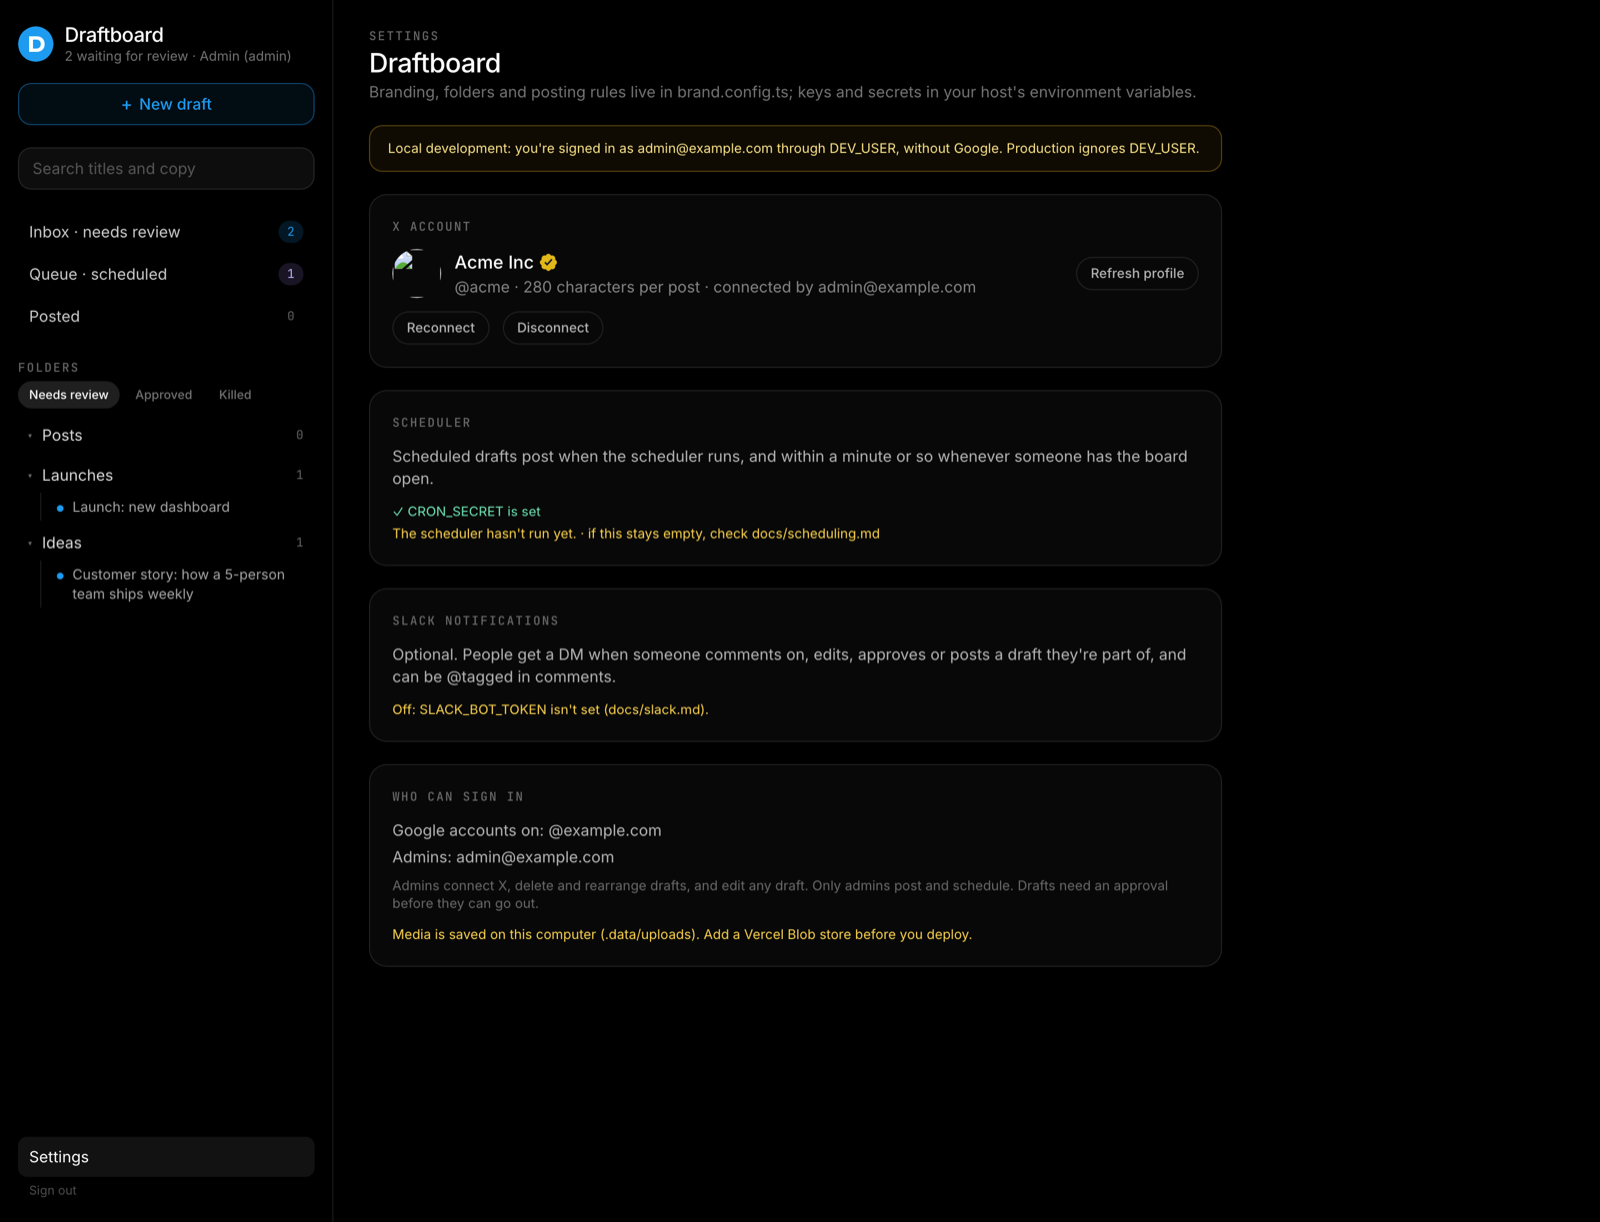 D
Draftboard
2 waiting for review · Admin (admin)
+ New draft
Search titles and copy
Inbox · needs review 2
Queue · scheduled 1
Posted 0
FOLDERS
Needs review Approved Killed
Posts 0
Launches 1
Launch: new dashboard
Ideas 1
Customer story: how a 5-person
team ships weekly
Settings
Sign out
SETTINGS
Draftboard
Branding, folders and posting rules live in brand.config.ts; keys and secrets in your host's environment variables.
Local development: you're signed in as admin@example.com through DEV_USER, without Google. Production ignores DEV_USER.
X ACCOUNT
Acme Inc
@acme · 280 characters per post · connected by admin@example.com
Refresh profile
Reconnect Disconnect
SCHEDULER
Scheduled drafts post when the scheduler runs, and within a minute or so whenever someone has the board
open.
✓ CRON_SECRET is set
The scheduler hasn't run yet. · if this stays empty, check docs/scheduling.md
SLACK NOTIFICATIONS
Optional. People get a DM when someone comments on, edits, approves or posts a draft they're part of, and
can be @tagged in comments.
Off: SLACK_BOT_TOKEN isn't set (docs/slack.md).
WHO CAN SIGN IN
Google accounts on: @example.com
Admins: admin@example.com
Admins connect X, delete and rearrange drafts, and edit any draft. Only admins post and schedule. Drafts need an approval
before they can go out.
Media is saved on this computer (.data/uploads). Add a Vercel Blob store before you deploy.